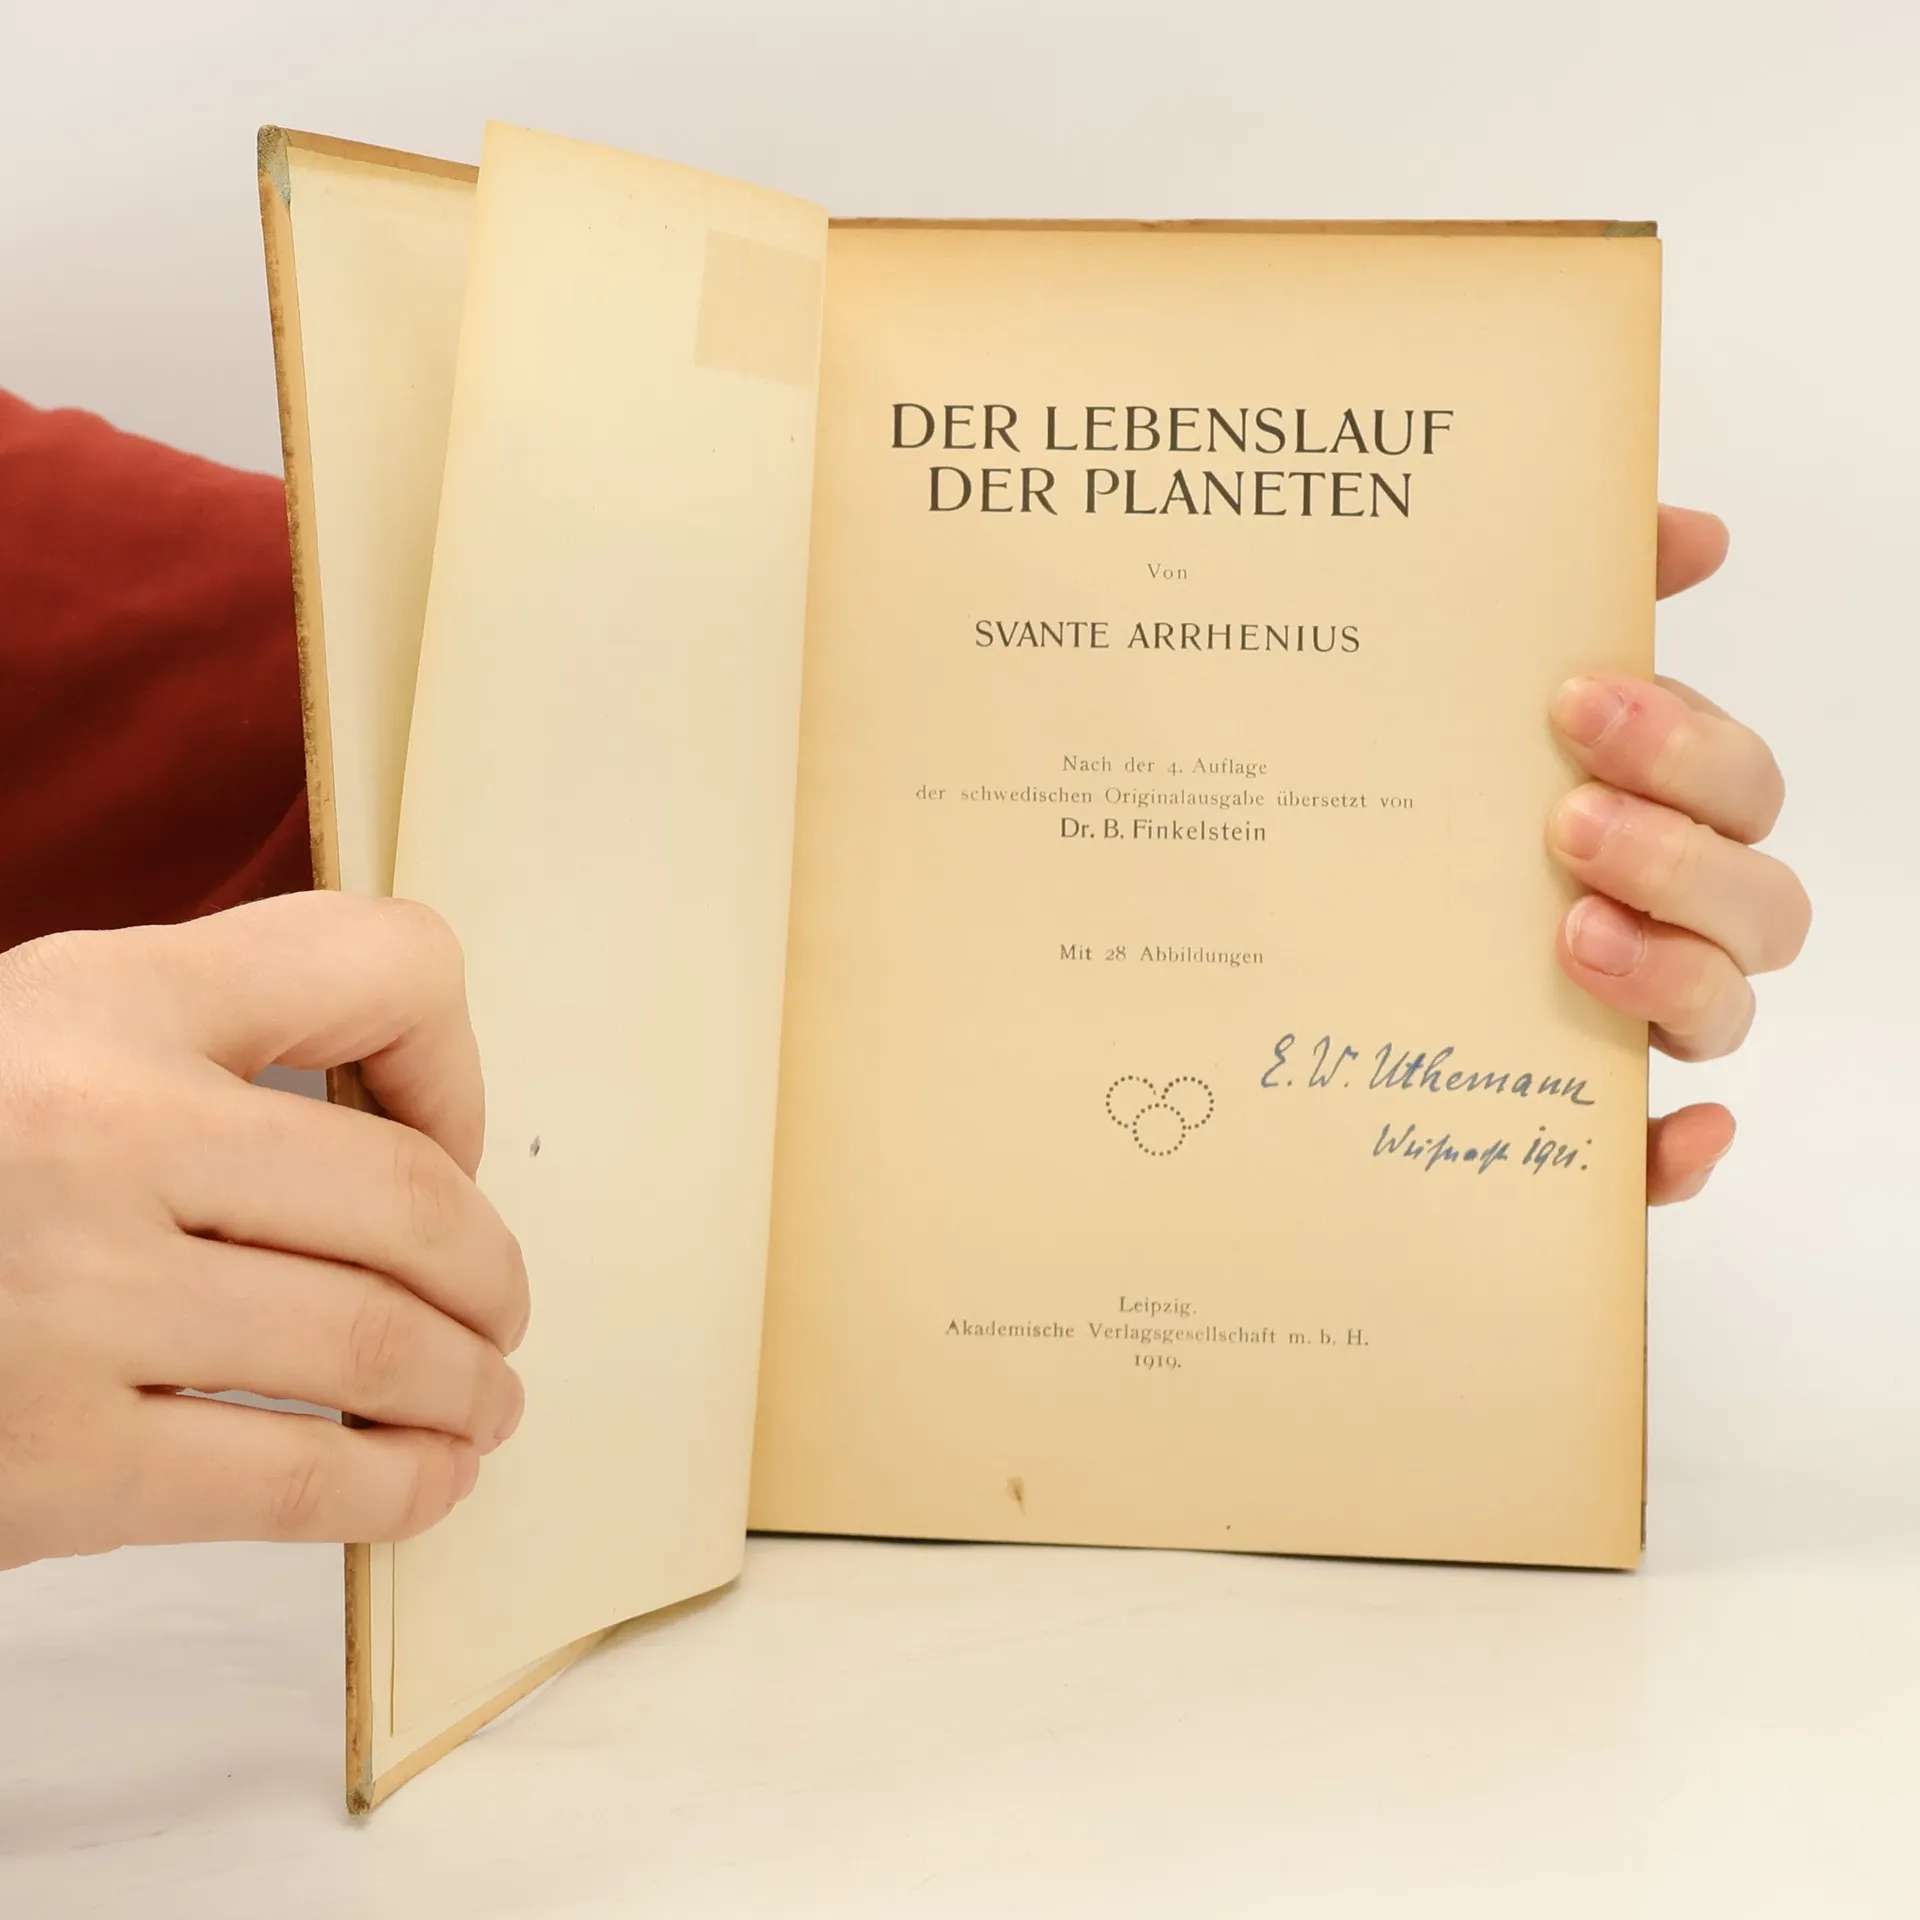 DER LEBENSLAUF
DER PLANETEN
Von
SVANTE ARRHENIUS
Nach der 4. Auflage
der schwedischen Originalausgabe übersetzt von
Dr. B. Finkelstein
Mit 28 Abbildungen
E. W. Uthemann
Weihnacht 1921.
Leipzig.
Akademische Verlagsgesellschaft m. b. H.
1919.